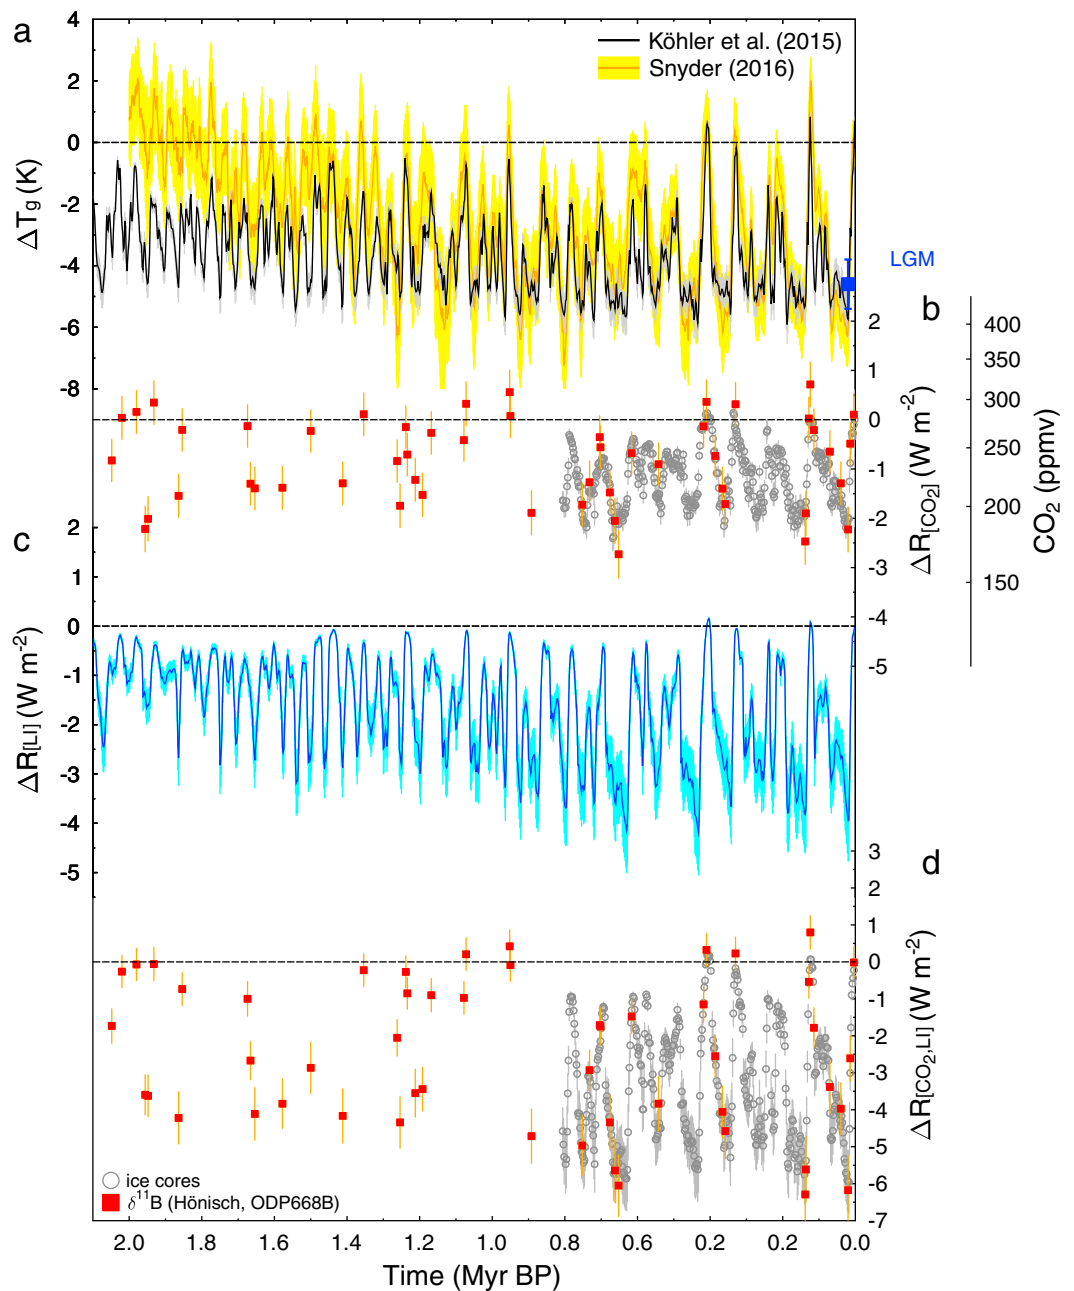 a
4
2
0
-2
-4
-6
-8
ΔTg (K)
Köhler et al. (2015)
Snyder (2016)
LGM
b
2
1
0
-1
-2
-3
-4
-5
ΔR[CO2] (W m-2)
400
350
300
250
200
150
CO2 (ppmv)
c
2
1
0
-1
-2
-3
-4
-5
ΔR[LI] (W m-2)
d
3
2
1
0
-1
-2
-3
-4
-5
-6
-7
ΔR[CO2,LI] (W m-2)
ice cores
δ11B (Hönisch, ODP668B)
2.0 1.8 1.6 1.4 1.2 1.0 0.8 0.6 0.2 0.2 0.0
Time (Myr BP)